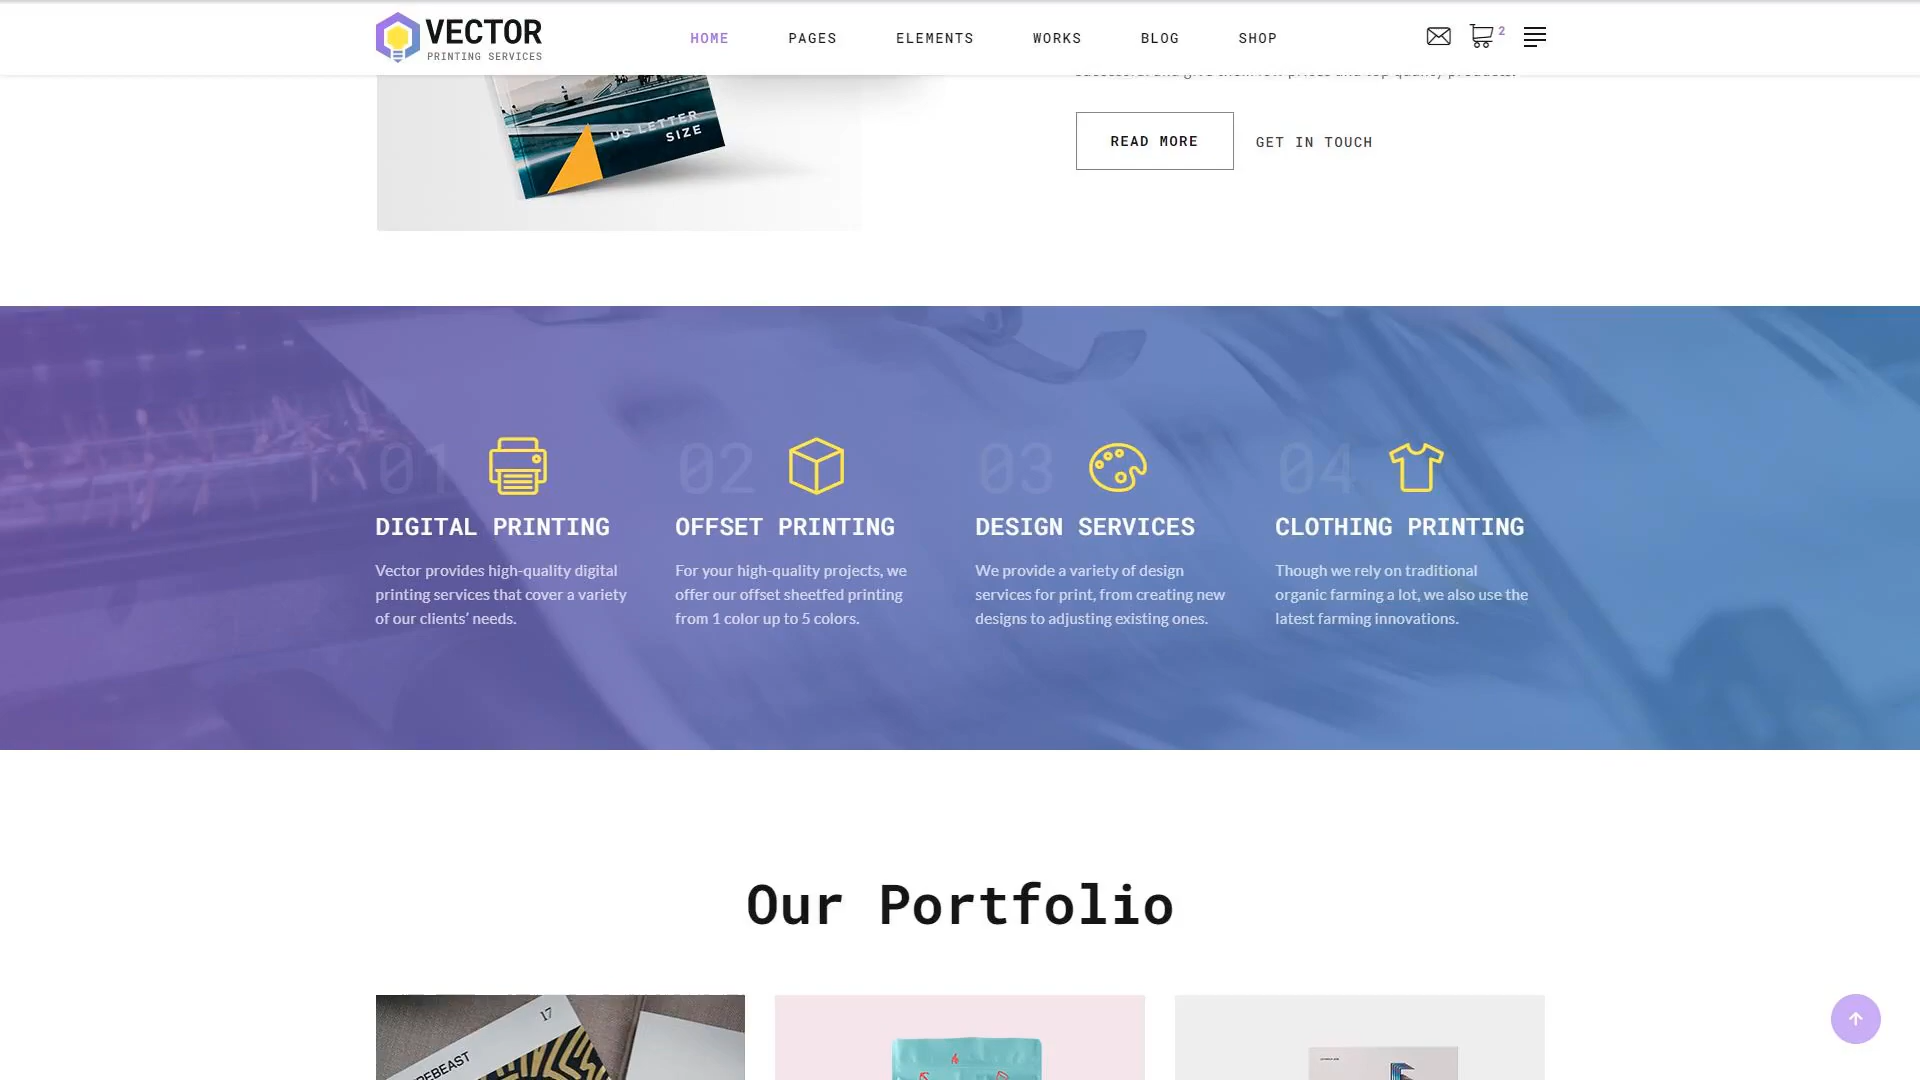 VECTOR
PRINTING SERVICES
HOME PAGES ELEMENTS WORKS BLOG SHOP
2
US LETTER
SIZE
READ MORE
GET IN TOUCH
01
DIGITAL PRINTING
Vector provides high-quality digital
printing services that cover a variety
of our clients’ needs.
02
OFFSET PRINTING
For your high-quality projects, we
offer our offset sheetfed printing
from 1 color up to 5 colors.
03
DESIGN SERVICES
We provide a variety of design
services for print, from creating new
designs to adjusting existing ones.
04
CLOTHING PRINTING
Though we rely on traditional
organic farming a lot, we also use the
latest farming innovations.
Our Portfolio
17